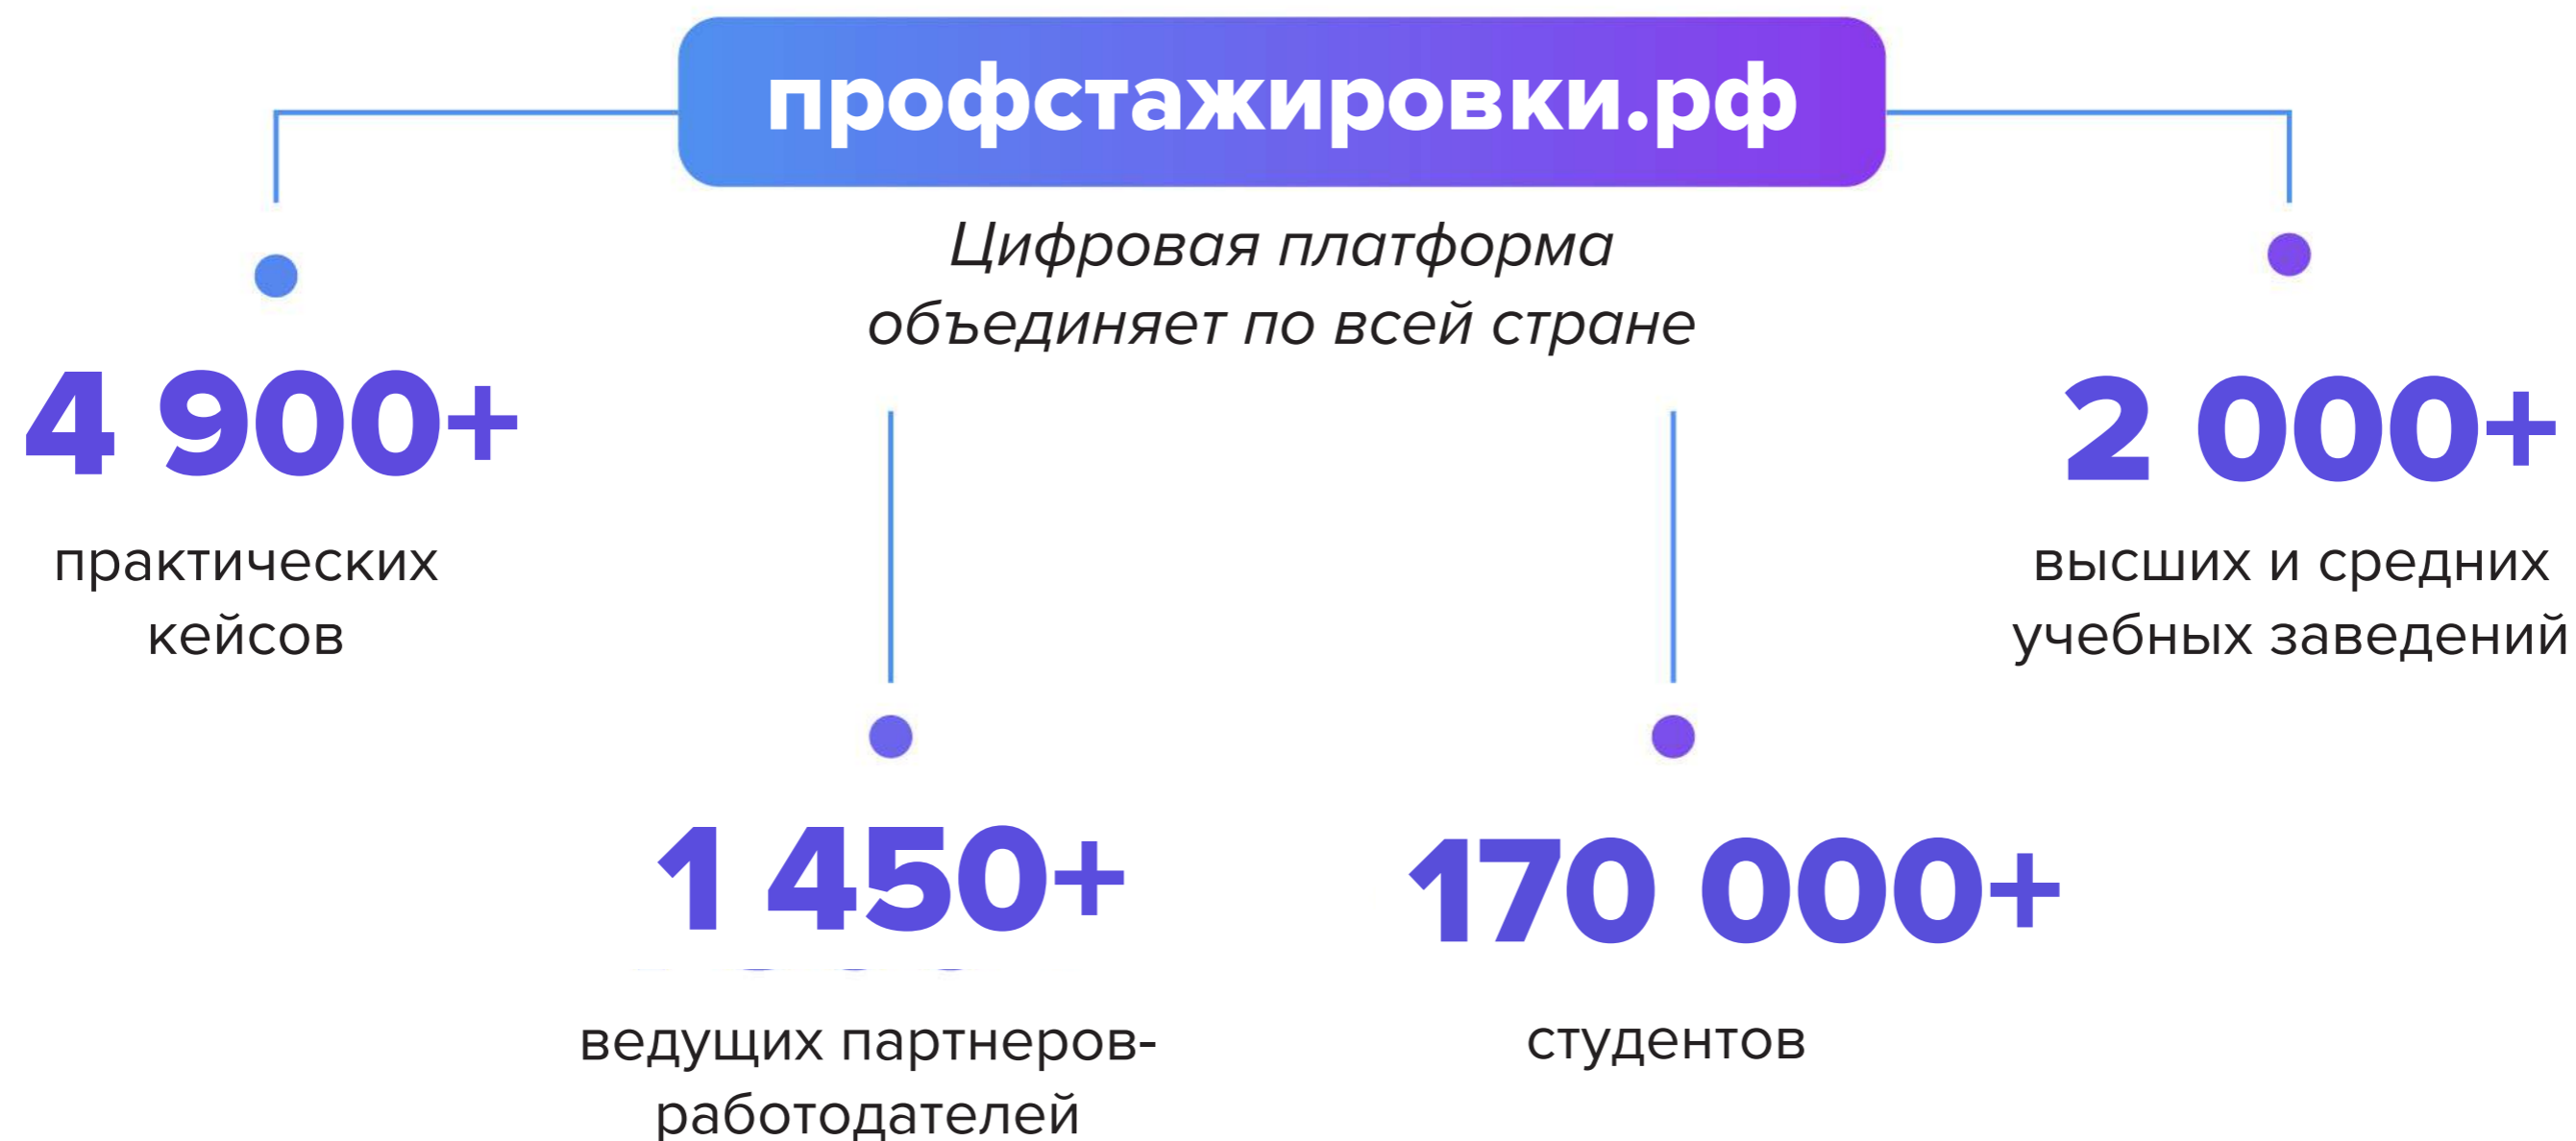 профстажировки.рф
Цифровая платформа
объединяет по всей стране
4 900+
практических
кейсов
1 450+
ведущих партнеров-
работодателей
170 000+
студентов
2 000+
высших и средних
учебных заведений